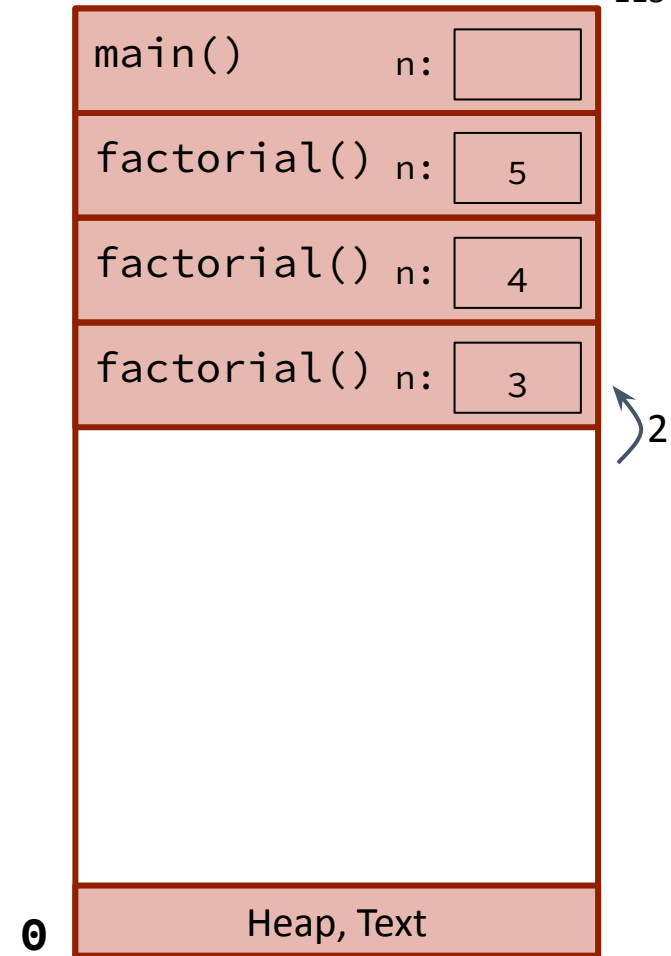 main() n:
factorial() n: 5
factorial() n: 4
factorial() n: 3
2
0 Heap, Text